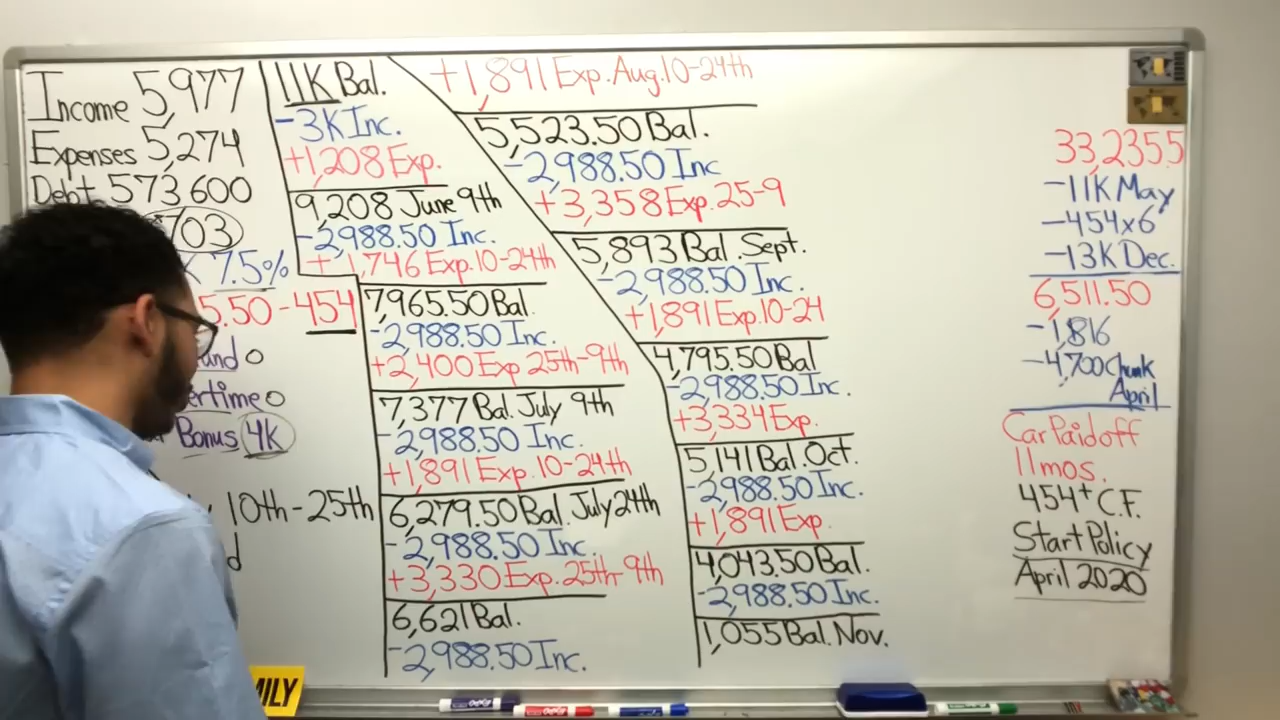 Income 5,977
Expenses 5,274
Debt 573,600
703
7.5%
5.50-454
0
ertime 0
Bonus 4K
10th-25th
11K Bal.
-3K Inc.
+1,208 Exp.
9,208 June 9th
-2988.50 Inc.
+1,746 Exp. 10-24th
7,965.50 Bal.
-2,988.50 Inc.
+2,400 Exp 25th-9th
7,377 Bal. July 9th
-2,988.50 Inc.
+1,891 Exp. 10-24th
6,279.50 Bal. July 24th
-2,988.50 Inc.
+3,330 Exp. 25th-9th
6,621 Bal.
-2,988.50 Inc.
+1,891 Exp. Aug. 10-24th
5,523.50 Bal.
-2,988.50 Inc
+3,358 Exp. 25-9
5,893 Bal. Sept.
-2,988.50 Inc.
+1,891 Exp. 10-24
4,795.50 Bal
-2,988.50 Inc.
+3,334 Exp.
5,141 Bal. Oct.
-2,988.50 Inc.
+1,891 Exp.
4,043.50 Bal.
-2,988.50 Inc.
1,055 Bal. Nov.
33,235.5
-11K May
-454x6
-13K Dec.
6,511.50
-1,816
-4,700 Chunk
April
Car Paid off
11 mos.
454+ C.F.
Start Policy
April 2020
MILY